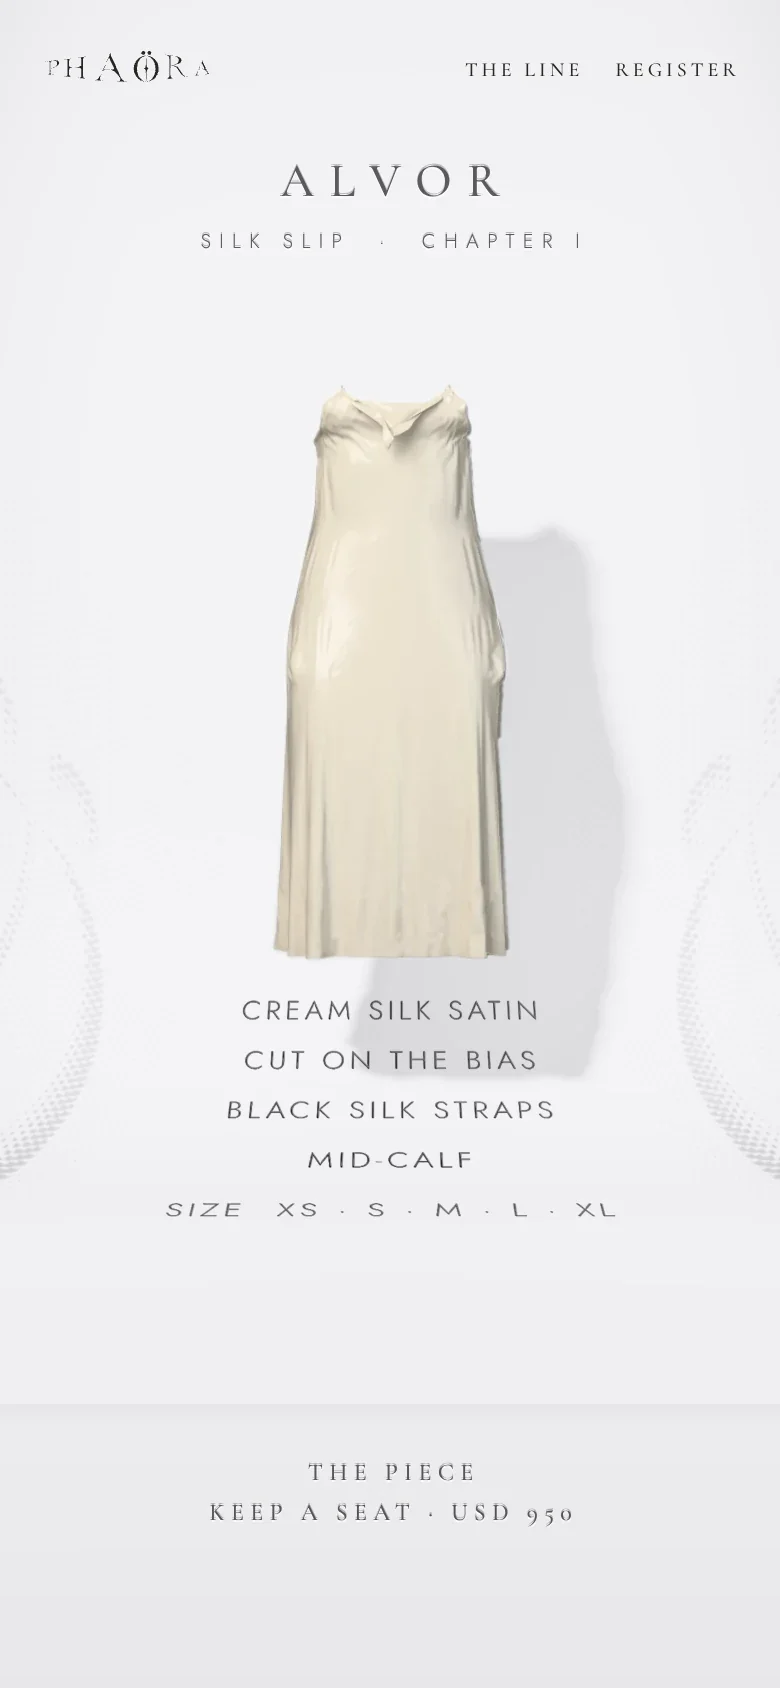 PHAÖRA
THE LINE REGISTER
ALVOR
SILK SLIP · CHAPTER I
CREAM SILK SATIN
CUT ON THE BIAS
BLACK SILK STRAPS
MID-CALF
SIZE XS · S · M · L · XL
THE PIECE
KEEP A SEAT · USD 950